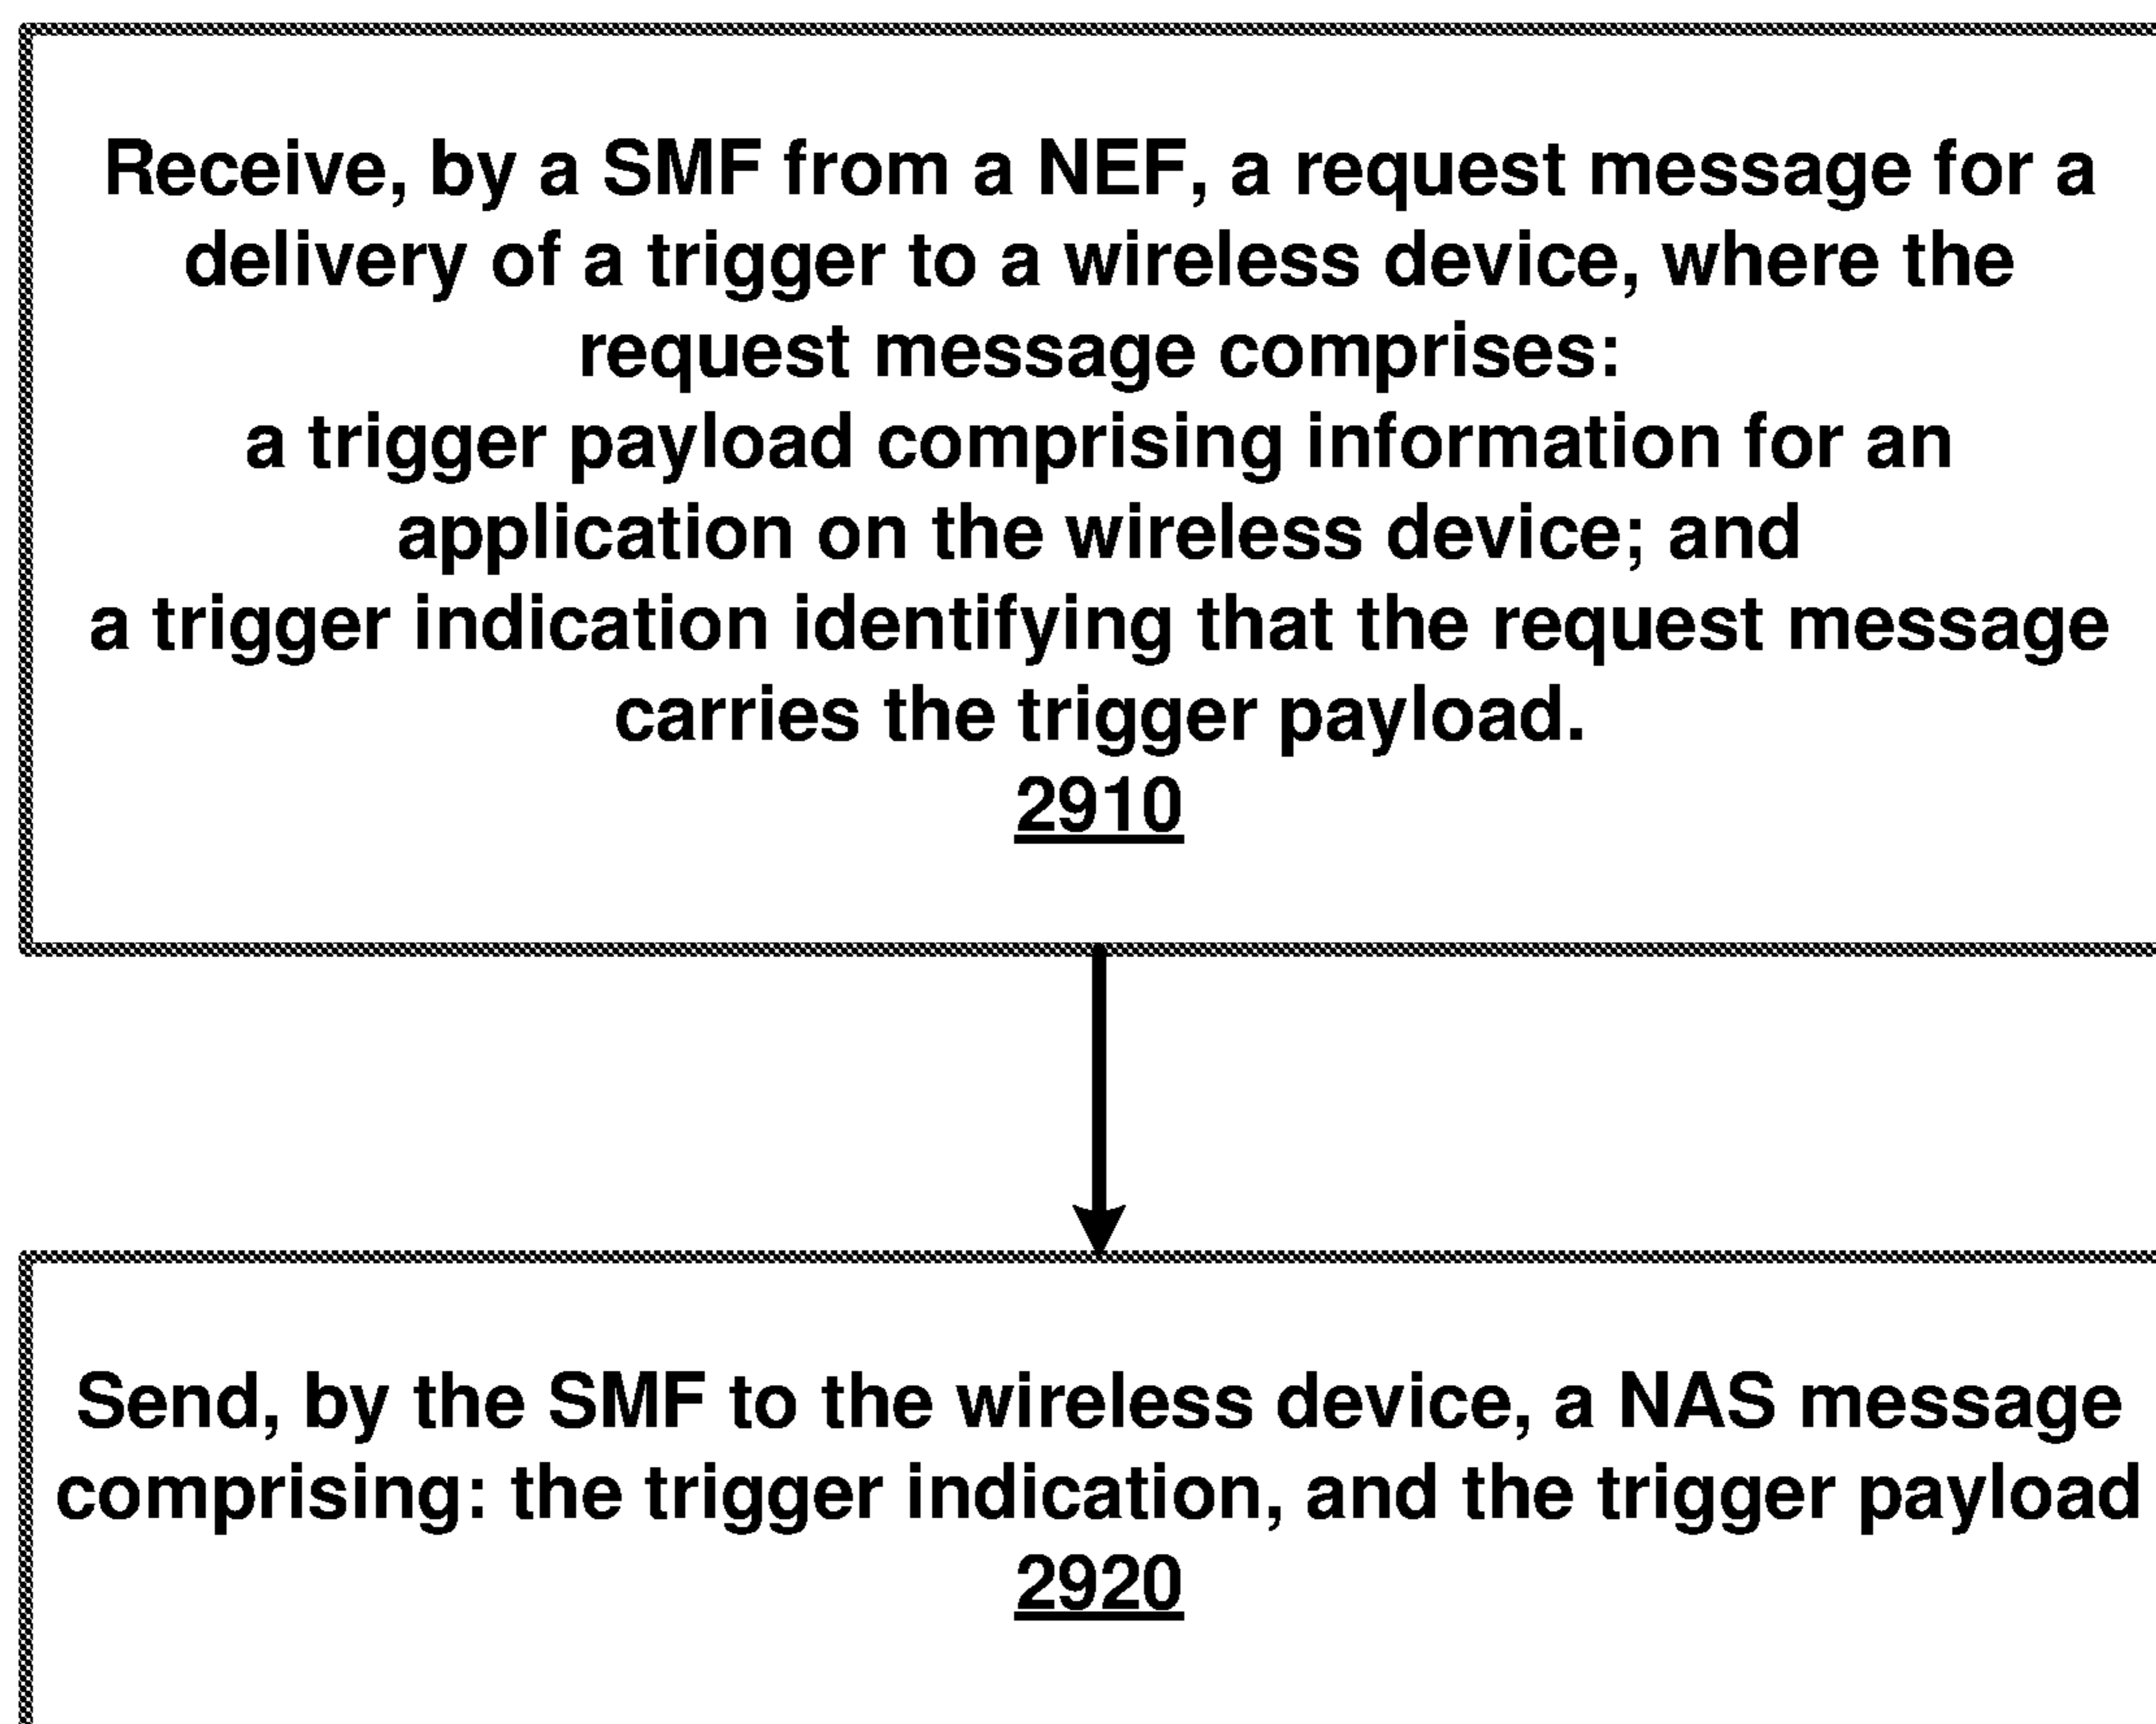 Receive, by a SMF from a NEF, a request message for a
delivery of a trigger to a wireless device, where the
request message comprises:
a trigger payload comprising information for an
application on the wireless device; and
a trigger indication identifying that the request message
carries the trigger payload.
2910
Send, by the SMF to the wireless device, a NAS message
comprising: the trigger indication, and the trigger payload
2920